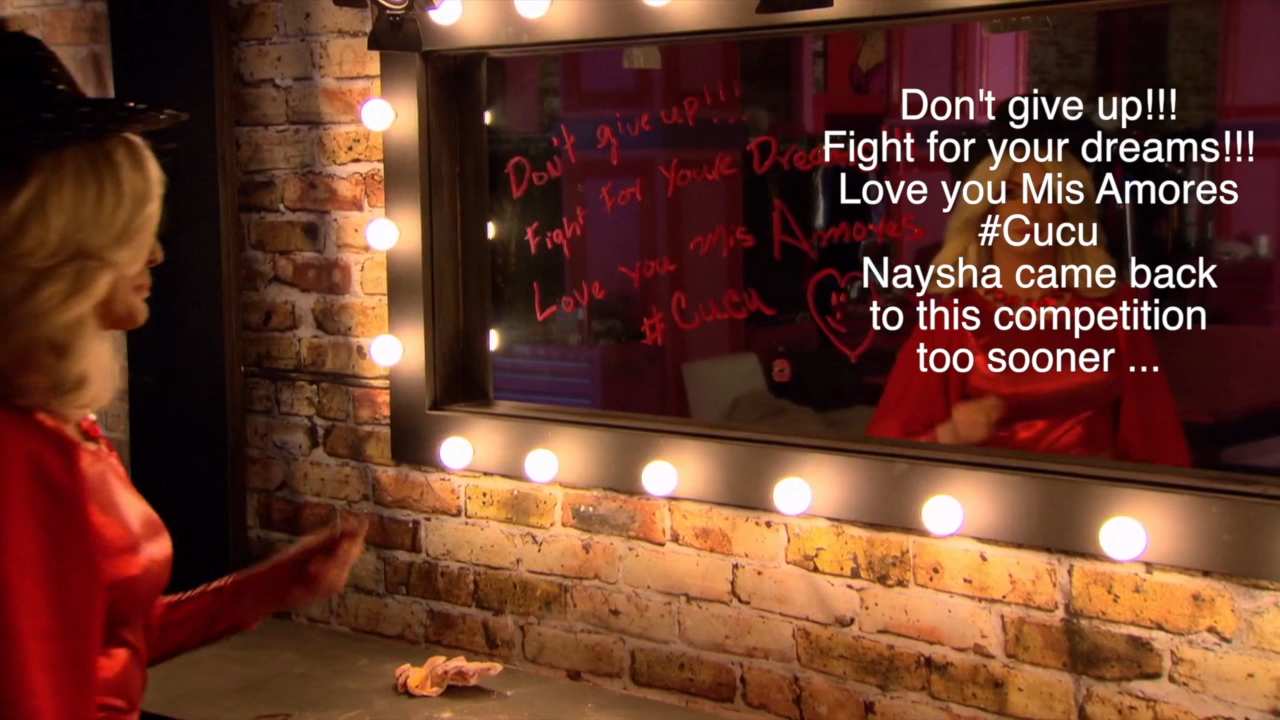 Don't give up!!!
Fight For Youre
Love you mis Amores
#Cucu
Don't give up!!!
Fight for your dreams!!!
Love you Mis Amores
#Cucu
Naysha came back
to this competition
too sooner ...